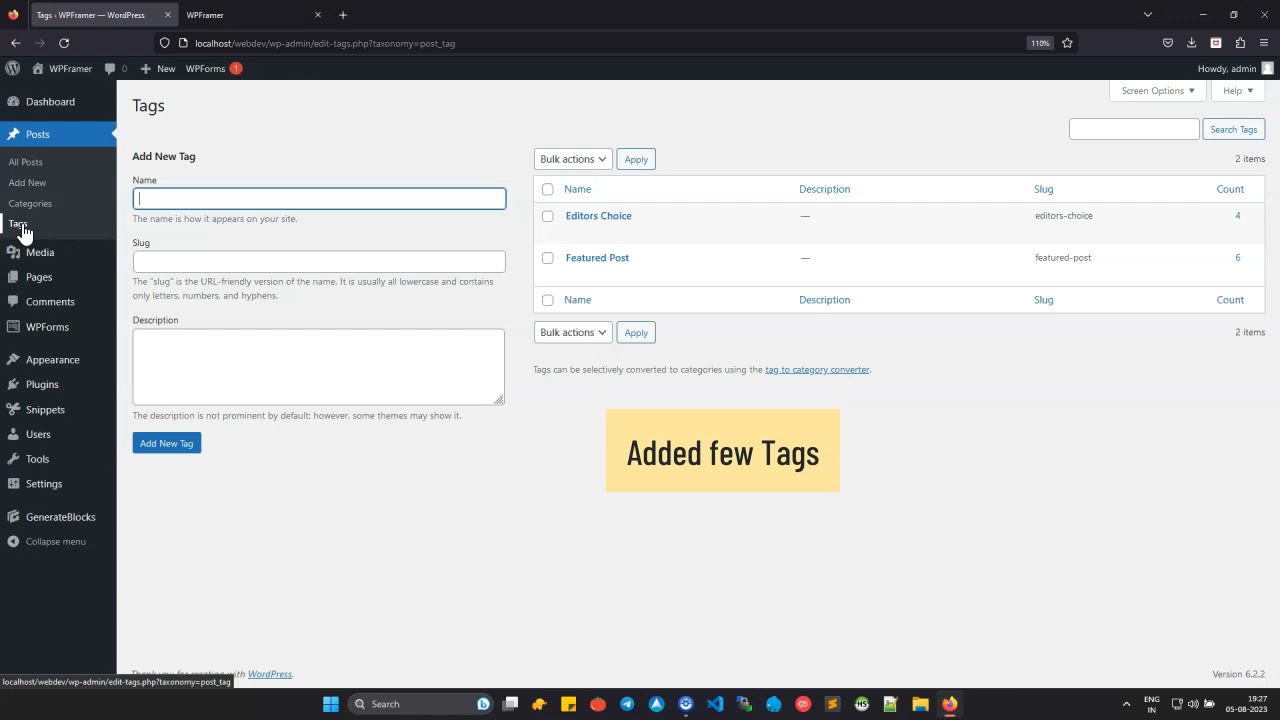 Tags ‹ WPFramer — WordPress
WPFramer
localhost/webdev/wp-admin/edit-tags.php?taxonomy=post_tag
110%
WPFramer
0
New
WPForms
1
Howdy, admin
Screen Options
Help
Dashboard
Posts
All Posts
Add New
Categories
Tags
Media
Pages
Comments
WPForms
Appearance
Plugins
Snippets
Users
Tools
Settings
GenerateBlocks
Collapse menu
Tags
Search Tags
Add New Tag
Name
The name is how it appears on your site.
Slug
The “slug” is the URL-friendly version of the name. It is usually all lowercase and contains
only letters, numbers, and hyphens.
Description
The description is not prominent by default; however, some themes may show it.
Add New Tag
Bulk actions
Apply
2 items
Name Description Slug Count
Editors Choice — editors-choice 4
Featured Post — featured-post 6
Name Description Slug Count
Bulk actions
Apply
2 items
Tags can be selectively converted to categories using the tag to category converter.
Added few Tags
Thank you for creating with WordPress.
Version 6.2.2
localhost/webdev/wp-admin/edit-tags.php?taxonomy=post_tag
Search
HS
ENG
IN
19:27
05-08-2023